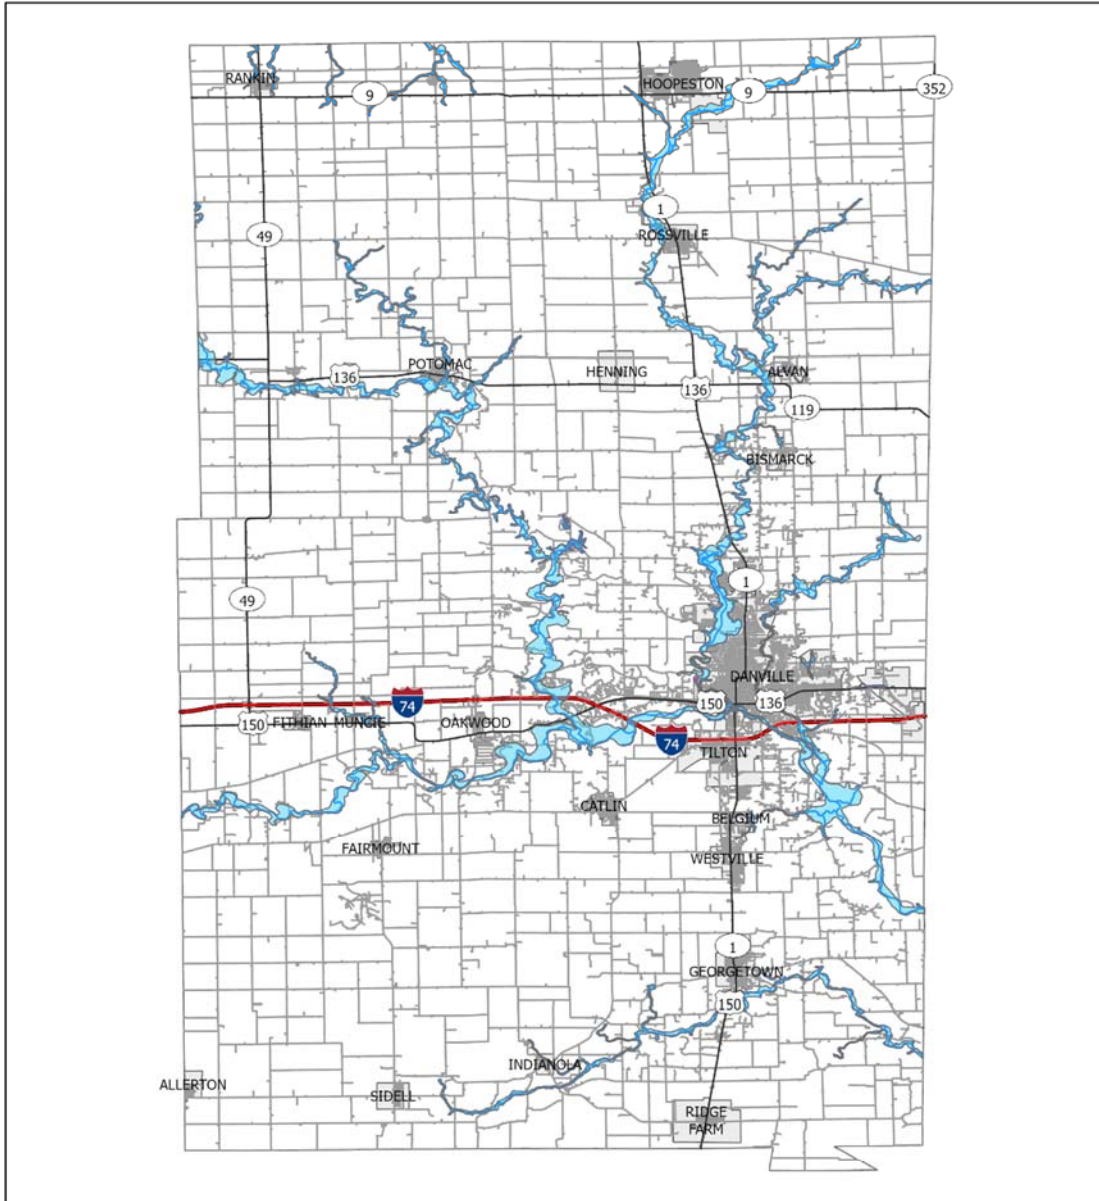 RANKIN
HOOPESTON
9
9
352
1
49
ROSSVILLE
POTOMAC
136
HENNING
136
ALVAN
119
BISMARCK
1
49
DANVILLE
74
150
136
150
FITHIAN
MUNCIE
OAKWOOD
74
TILTON
CATLIN
BELGIUM
FAIRMOUNT
WESTVILLE
1
GEORGETOWN
150
INDIANOLA
ALLERTON
SIDELL
RIDGE
FARM